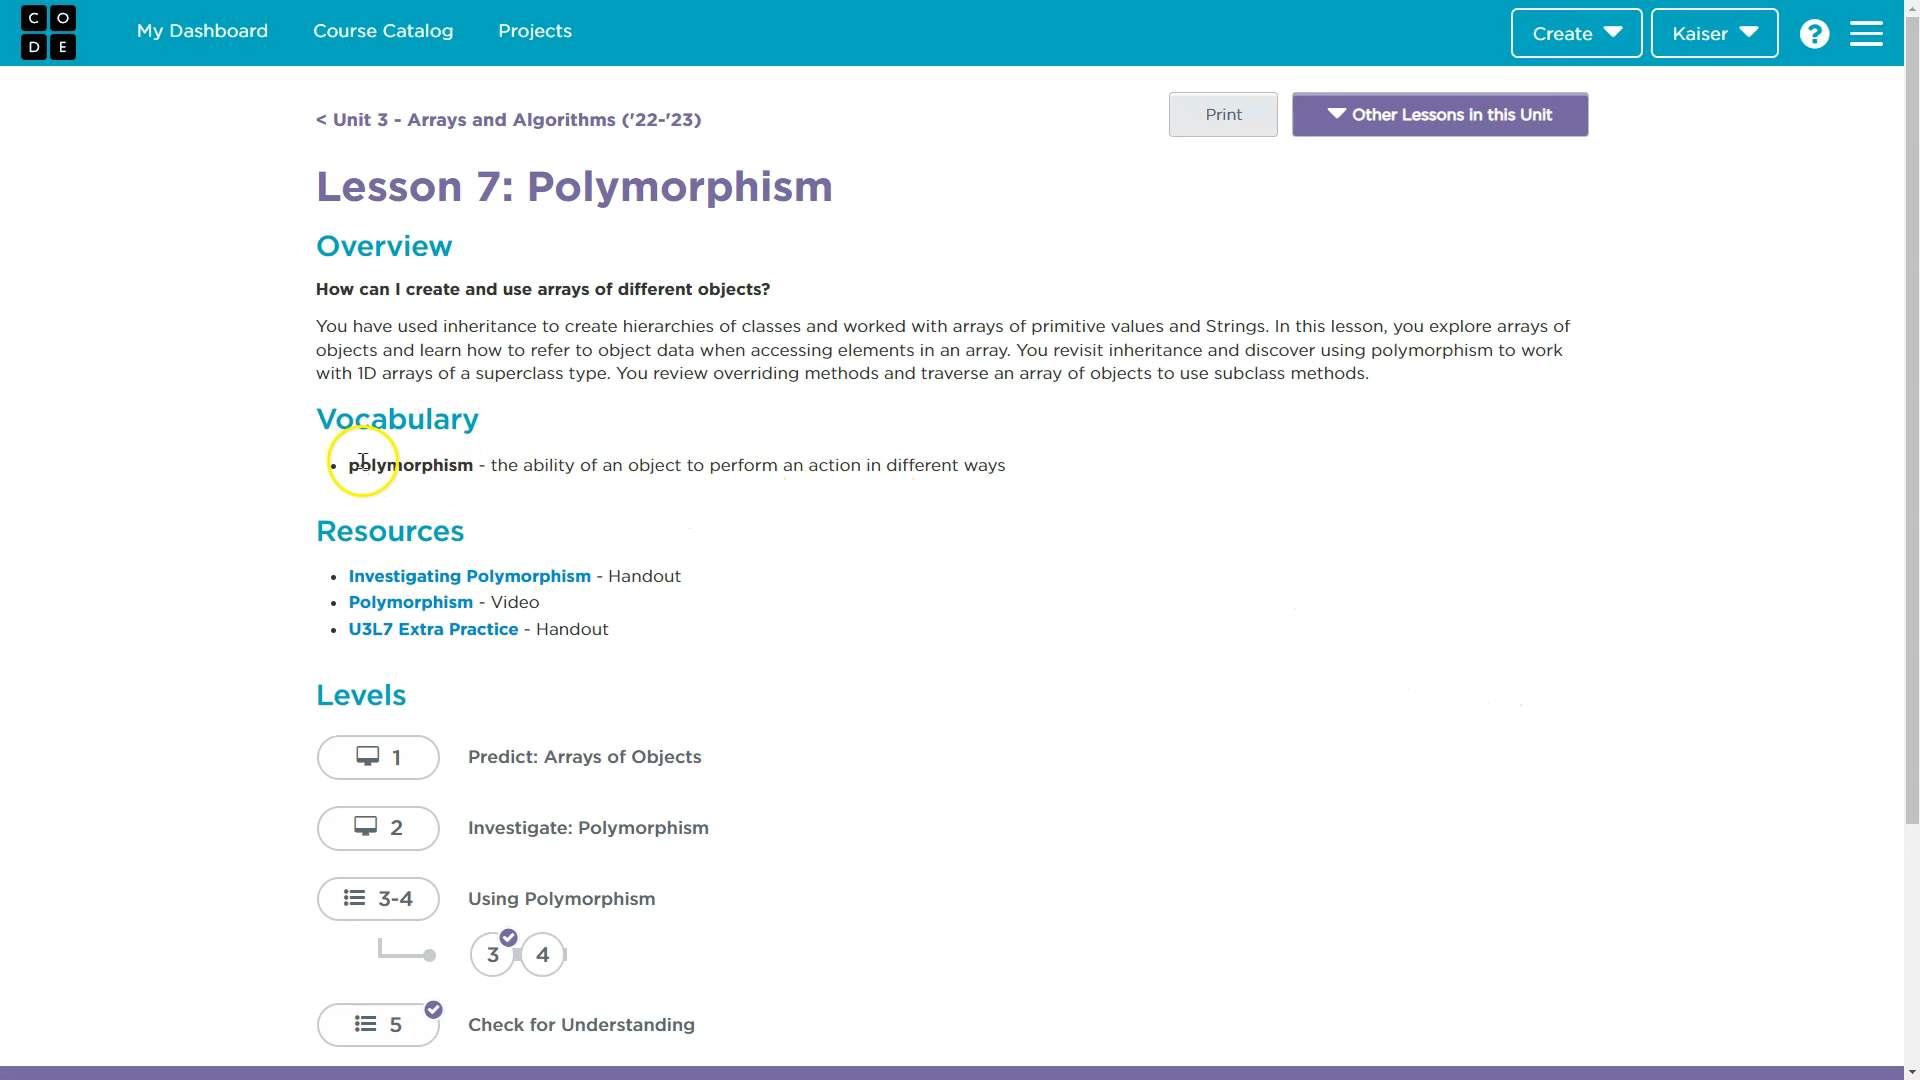 CODE
My Dashboard
Course Catalog
Projects
Create
Kaiser
?
< Unit 3 - Arrays and Algorithms ('22-'23)
Print
Other Lessons in this Unit
Lesson 7: Polymorphism
Overview
How can I create and use arrays of different objects?
You have used inheritance to create hierarchies of classes and worked with arrays of primitive values and Strings. In this lesson, you explore arrays of
objects and learn how to refer to object data when accessing elements in an array. You revisit inheritance and discover using polymorphism to work
with 1D arrays of a superclass type. You review overriding methods and traverse an array of objects to use subclass methods.
Vocabulary
• polymorphism - the ability of an object to perform an action in different ways
Resources
• Investigating Polymorphism - Handout
• Polymorphism - Video
• U3L7 Extra Practice - Handout
Levels
1 Predict: Arrays of Objects
2 Investigate: Polymorphism
3-4 Using Polymorphism
3 4
5 Check for Understanding